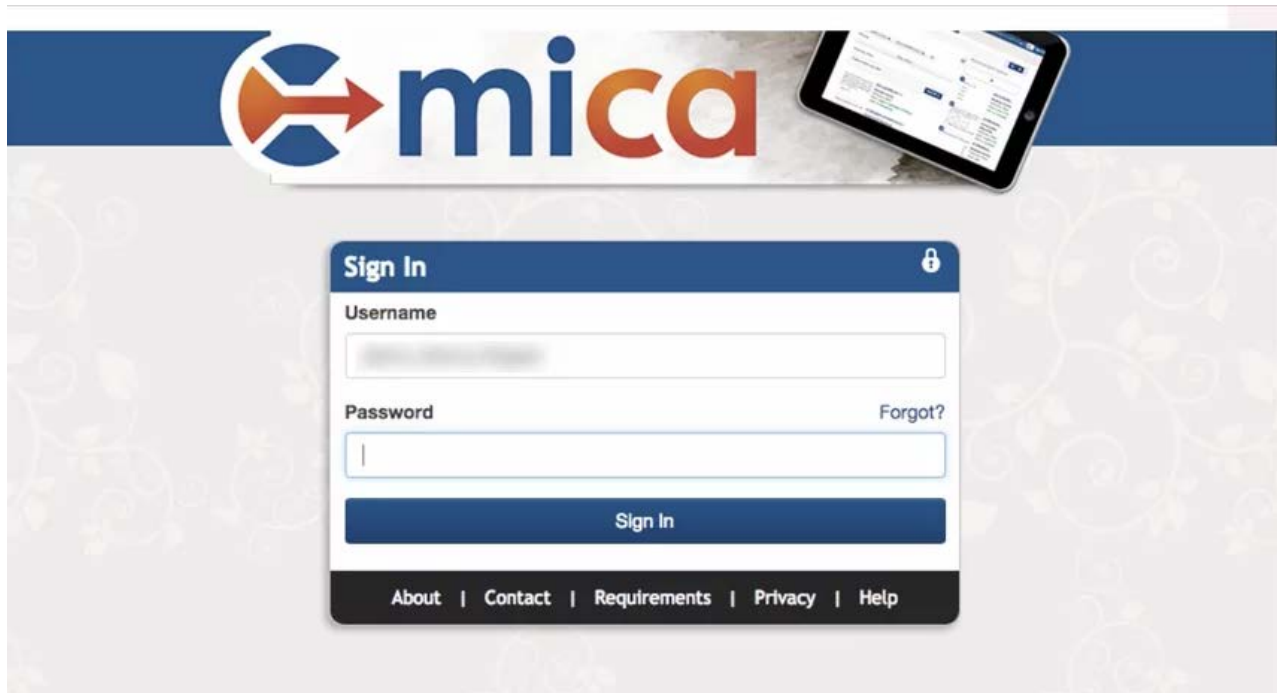 mica
Sign In
Username
Password Forgot?
Sign In
About | Contact | Requirements | Privacy | Help